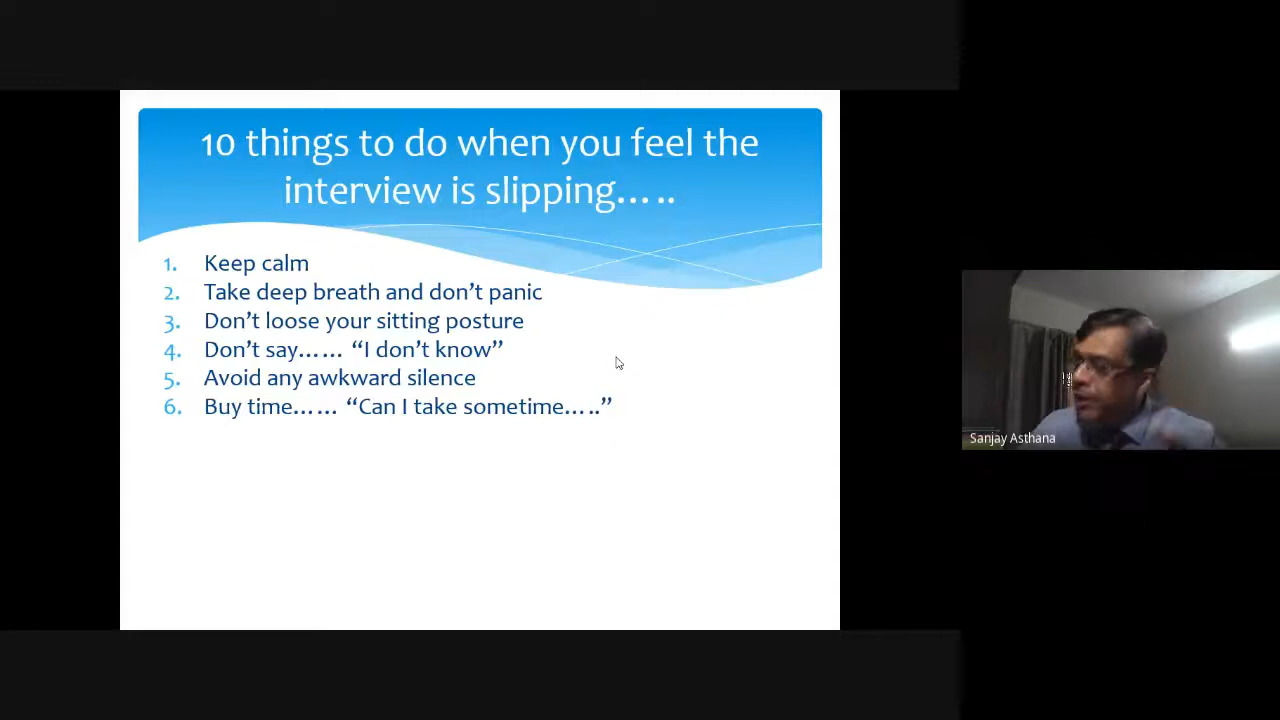 10 things to do when you feel the
interview is slipping…..
1. Keep calm
2. Take deep breath and don’t panic
3. Don’t loose your sitting posture
4. Don’t say…… “I don’t know”
5. Avoid any awkward silence
6. Buy time…… “Can I take sometime…..”
Sanjay Asthana